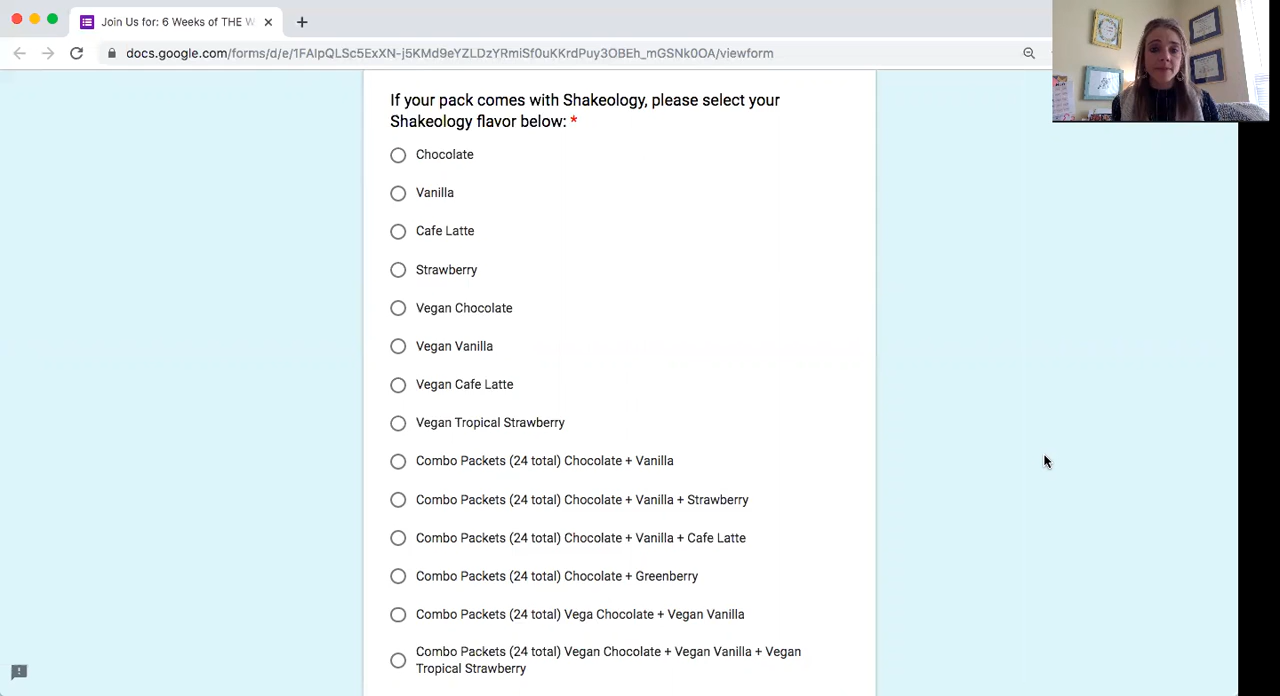 Join Us for: 6 Weeks of THE W
docs.google.com/forms/d/e/1FAIpQLSc5ExXN-j5KMd9eYZLDzYRmiSf0uKKrdPuy3OBEh_mGSNk0OA/viewform
If your pack comes with Shakeology, please select your
Shakeology flavor below: *
Chocolate
Vanilla
Cafe Latte
Strawberry
Vegan Chocolate
Vegan Vanilla
Vegan Cafe Latte
Vegan Tropical Strawberry
Combo Packets (24 total) Chocolate + Vanilla
Combo Packets (24 total) Chocolate + Vanilla + Strawberry
Combo Packets (24 total) Chocolate + Vanilla + Cafe Latte
Combo Packets (24 total) Chocolate + Greenberry
Combo Packets (24 total) Vega Chocolate + Vegan Vanilla
Combo Packets (24 total) Vegan Chocolate + Vegan Vanilla + Vegan
Tropical Strawberry